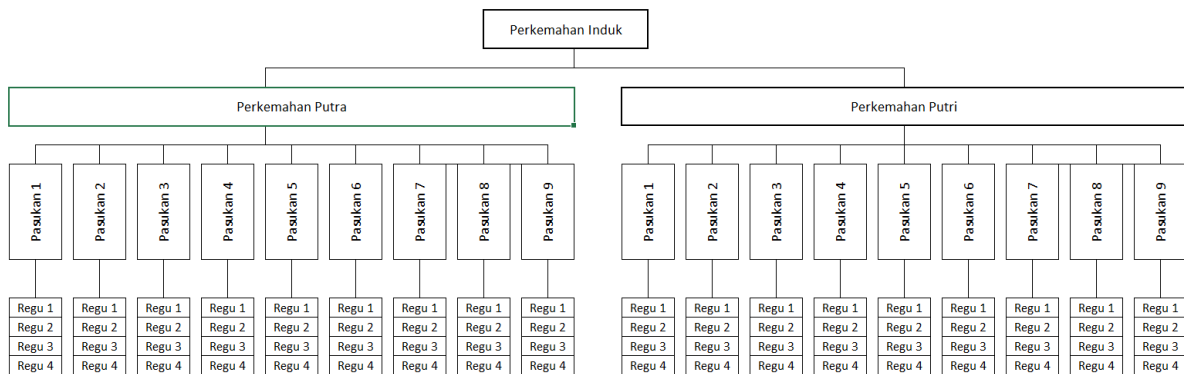 Perkemahan Induk
Perkemahan Putra Perkemahan Putri
Pasukan 1 Pasukan 2 Pasukan 3 Pasukan 4 Pasukan 5 Pasukan 6 Pasukan 7 Pasukan 8 Pasukan 9 Pasukan 1 Pasukan 2 Pasukan 3 Pasukan 4 Pasukan 5 Pasukan 6 Pasukan 7 Pasukan 8 Pasukan 9
Regu 1 Regu 1 Regu 1 Regu 1 Regu 1 Regu 1 Regu 1 Regu 1 Regu 1 Regu 1 Regu 1 Regu 1 Regu 1 Regu 1 Regu 1 Regu 1 Regu 1 Regu 1
Regu 2 Regu 2 Regu 2 Regu 2 Regu 2 Regu 2 Regu 2 Regu 2 Regu 2 Regu 2 Regu 2 Regu 2 Regu 2 Regu 2 Regu 2 Regu 2 Regu 2 Regu 2
Regu 3 Regu 3 Regu 3 Regu 3 Regu 3 Regu 3 Regu 3 Regu 3 Regu 3 Regu 3 Regu 3 Regu 3 Regu 3 Regu 3 Regu 3 Regu 3 Regu 3 Regu 3
Regu 4 Regu 4 Regu 4 Regu 4 Regu 4 Regu 4 Regu 4 Regu 4 Regu 4 Regu 4 Regu 4 Regu 4 Regu 4 Regu 4 Regu 4 Regu 4 Regu 4 Regu 4